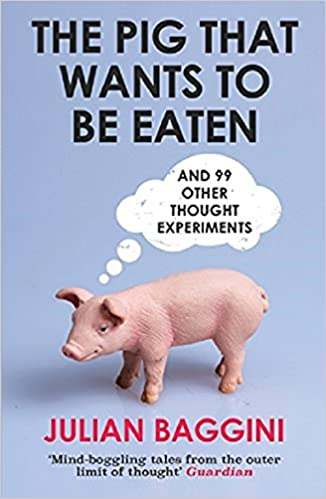 THE PIG THAT
WANTS TO
BE EATEN
AND 99
OTHER
THOUGHT
EXPERIMENTS
JULIAN BAGGINI
‘Mind-boggling tales from the outer
limit of thought’ Guardian